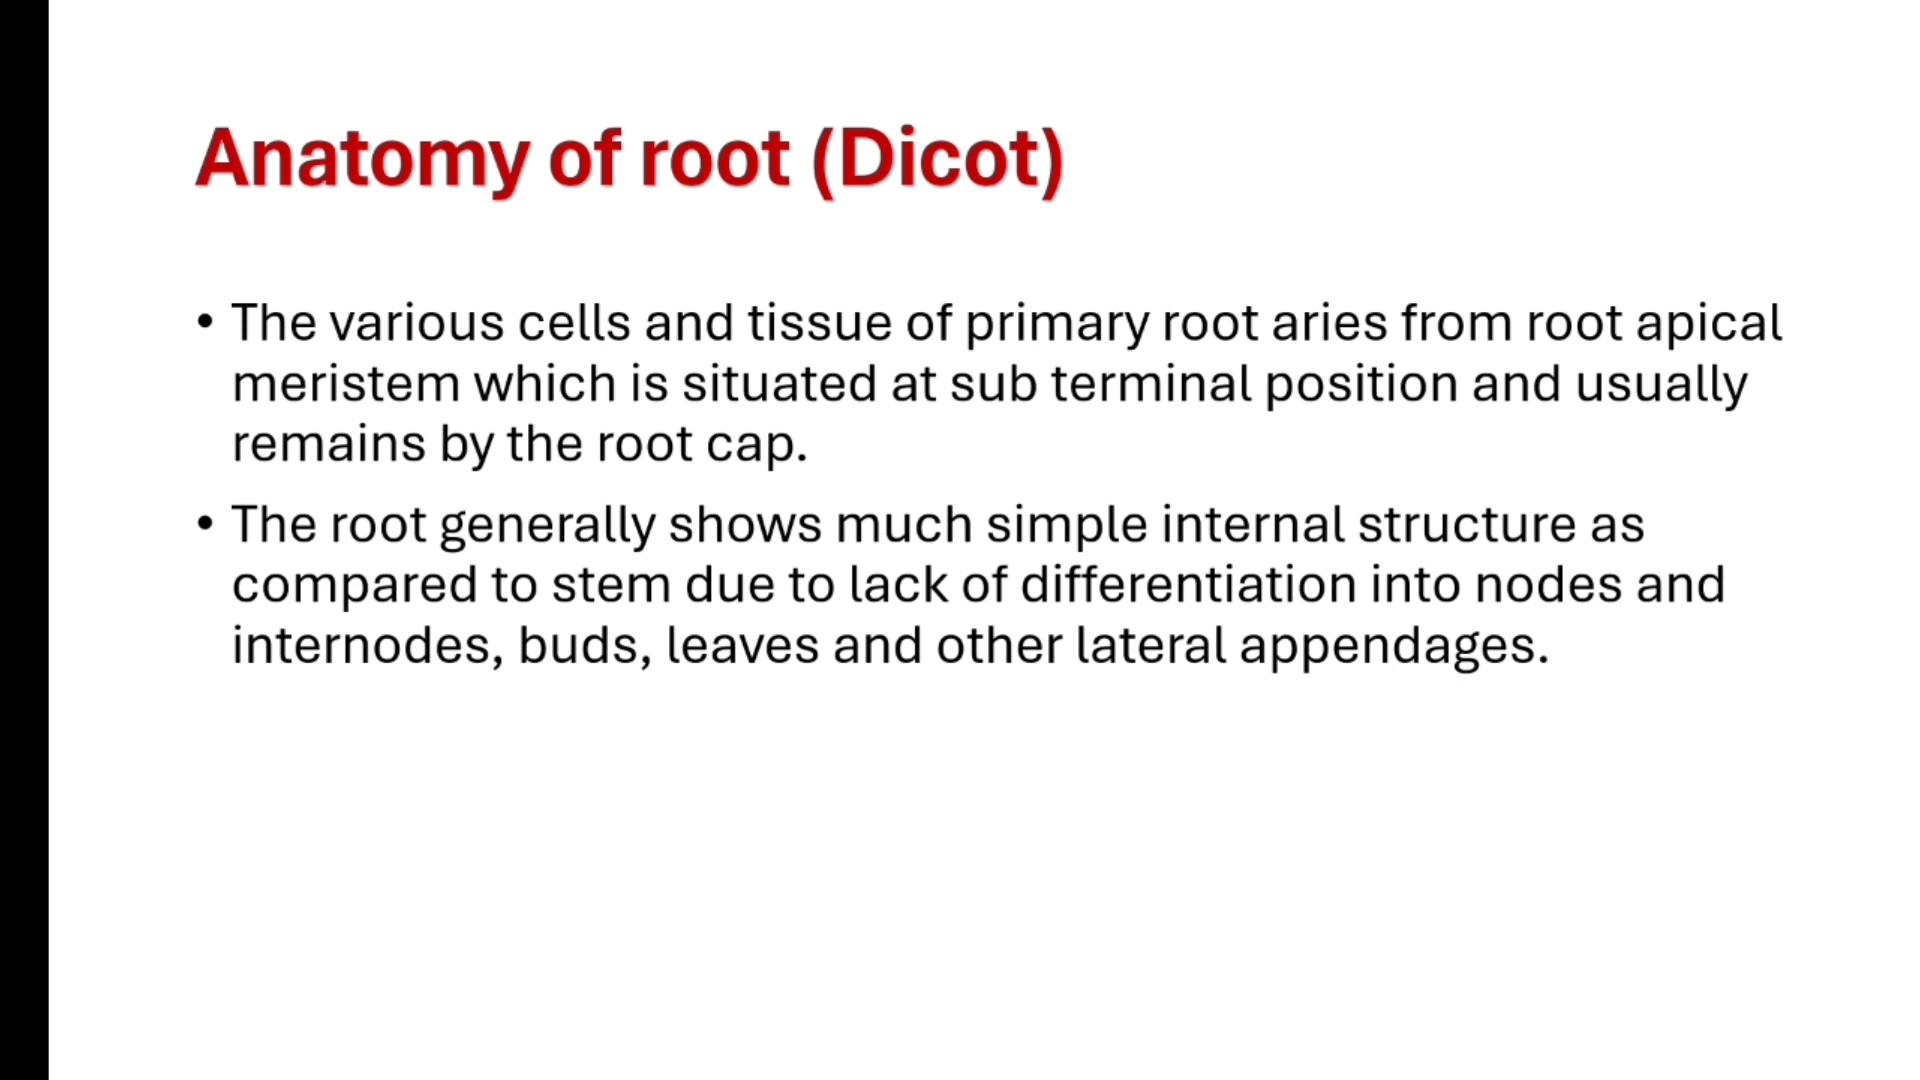 Anatomy of root (Dicot)
• The various cells and tissue of primary root aries from root apical
meristem which is situated at sub terminal position and usually
remains by the root cap.
• The root generally shows much simple internal structure as
compared to stem due to lack of differentiation into nodes and
internodes, buds, leaves and other lateral appendages.